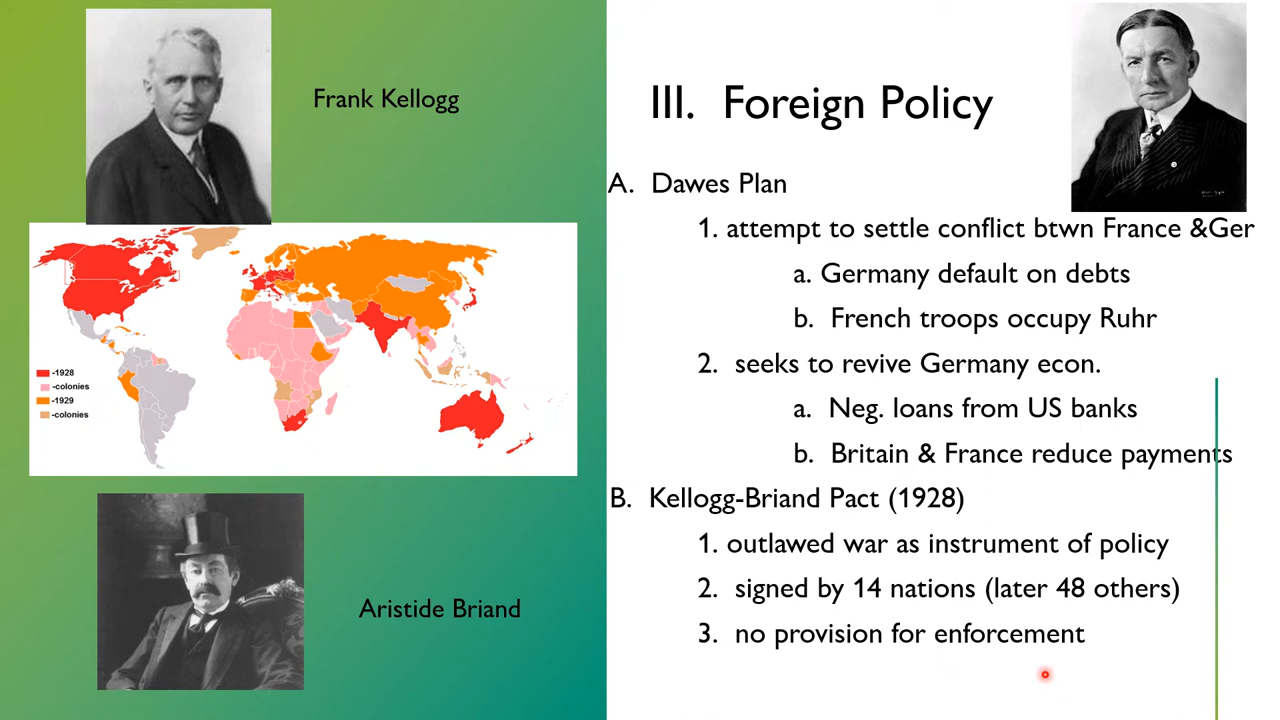 Frank Kellogg
-1928
-colonies
-1929
-colonies
Aristide Briand
III. Foreign Policy
A. Dawes Plan
1. attempt to settle conflict btwn France &Ger
a. Germany default on debts
b. French troops occupy Ruhr
2. seeks to revive Germany econ.
a. Neg. loans from US banks
b. Britain & France reduce payments
B. Kellogg-Briand Pact (1928)
1. outlawed war as instrument of policy
2. signed by 14 nations (later 48 others)
3. no provision for enforcement